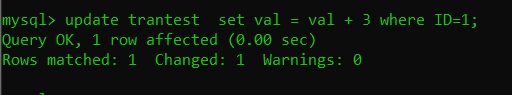 mysql> update trantest  set val = val + 3 where ID=1;
Query OK, 1 row affected (0.00 sec)
Rows matched: 1  Changed: 1  Warnings: 0